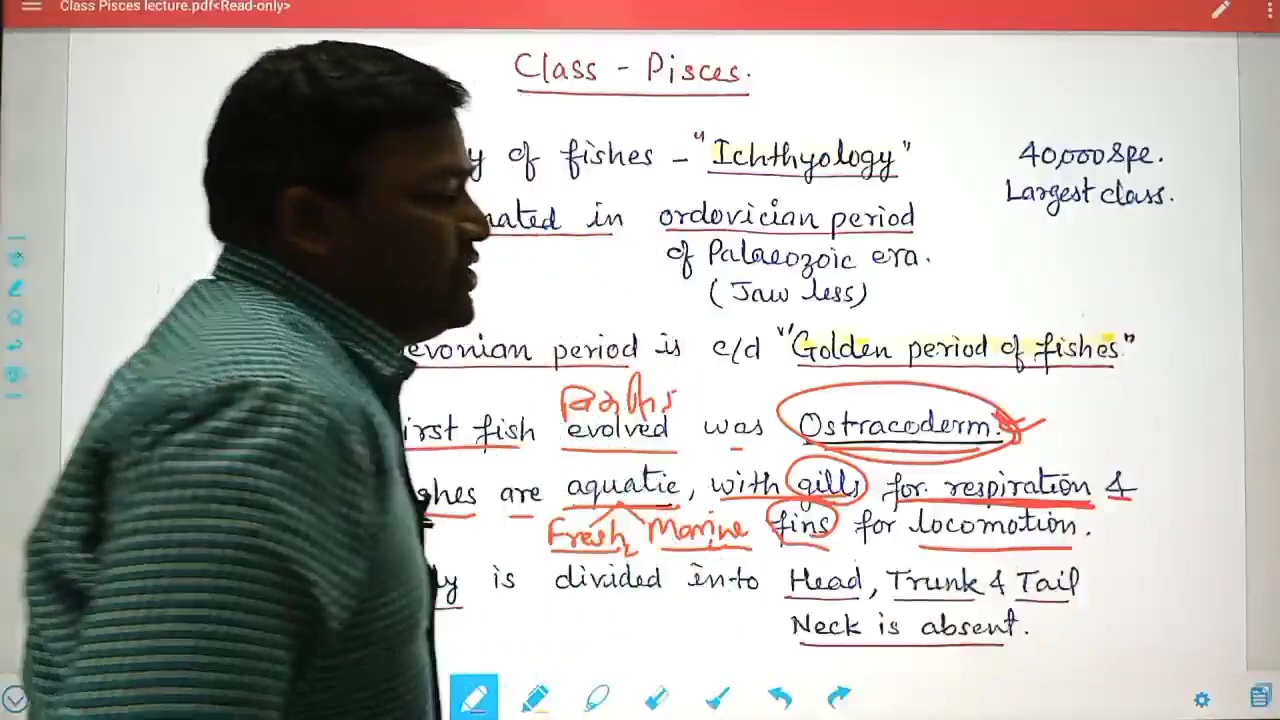 Class Pisces lecture.pdf<Read-only>
Class - Pisces.
y of fishes - "Ichthyology"
40,000 Spe.
Largest class.
nated in ordovician period
of Palaeozoic era.
(Jaw less)
evonian period is c/d "Golden period of fishes"
irst fish evolved was Ostracoderm.
shes are aquatic, with gills for respiration &
Fresh Marine fins for locomotion.
y is divided into Head, Trunk & Tail
Neck is absent.